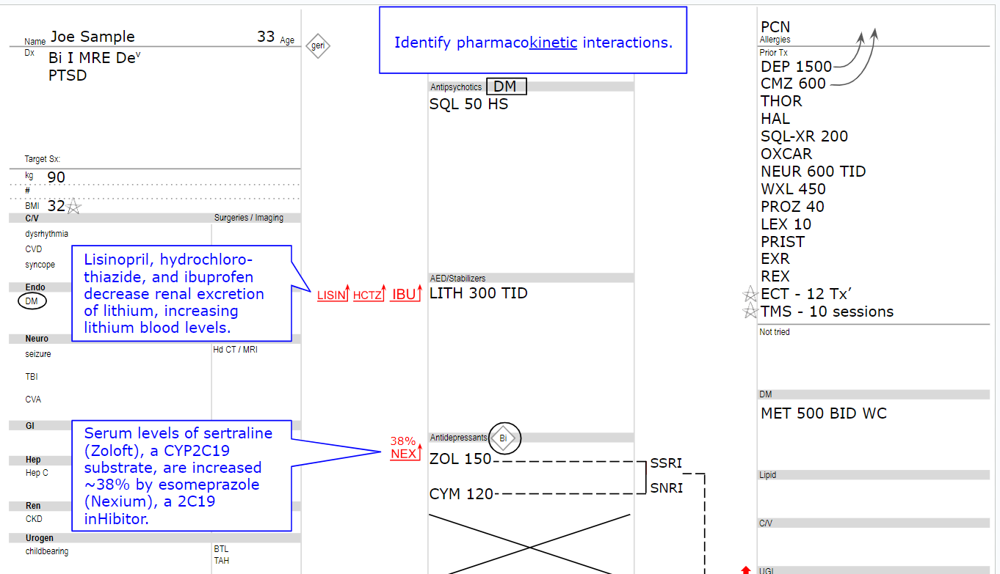 Name Joe Sample 33 Age
geri
Dx Bi I MRE Deᵛ
PTSD
Target Sx:
kg 90
#
BMI 32
C/V Surgeries / Imaging
dysrhythmia
CVD
syncope
Endo
DM
Neuro
seizure Hd CT / MRI
TBI
CVA
GI
Hep
Hep C
Ren
CKD
Urogen
childbearing BTL
TAH
Lisinopril, hydrochloro-
thiazide, and ibuprofen
decrease renal excretion
of lithium, increasing
lithium blood levels.
Serum levels of sertraline
(Zoloft), a CYP2C19
substrate, are increased
~38% by esomeprazole
(Nexium), a 2C19
inHibitor.
Identify pharmacokinetic interactions.
Antipsychotics DM
SQL 50 HS
AED/Stabilizers
LISIN HCTZ IBU LITH 300 TID
Antidepressants Bi
38%
NEX
ZOL 150 SSRI
CYM 120 SNRI
PCN
Allergies
Prior Tx
DEP 1500
CMZ 600
THOR
HAL
SQL-XR 200
OXCAR
NEUR 600 TID
WXL 450
PROZ 40
LEX 10
PRIST
EXR
REX
ECT - 12 Tx’
TMS - 10 sessions
Not tried
DM
MET 500 BID WC
Lipid
C/V
UGI